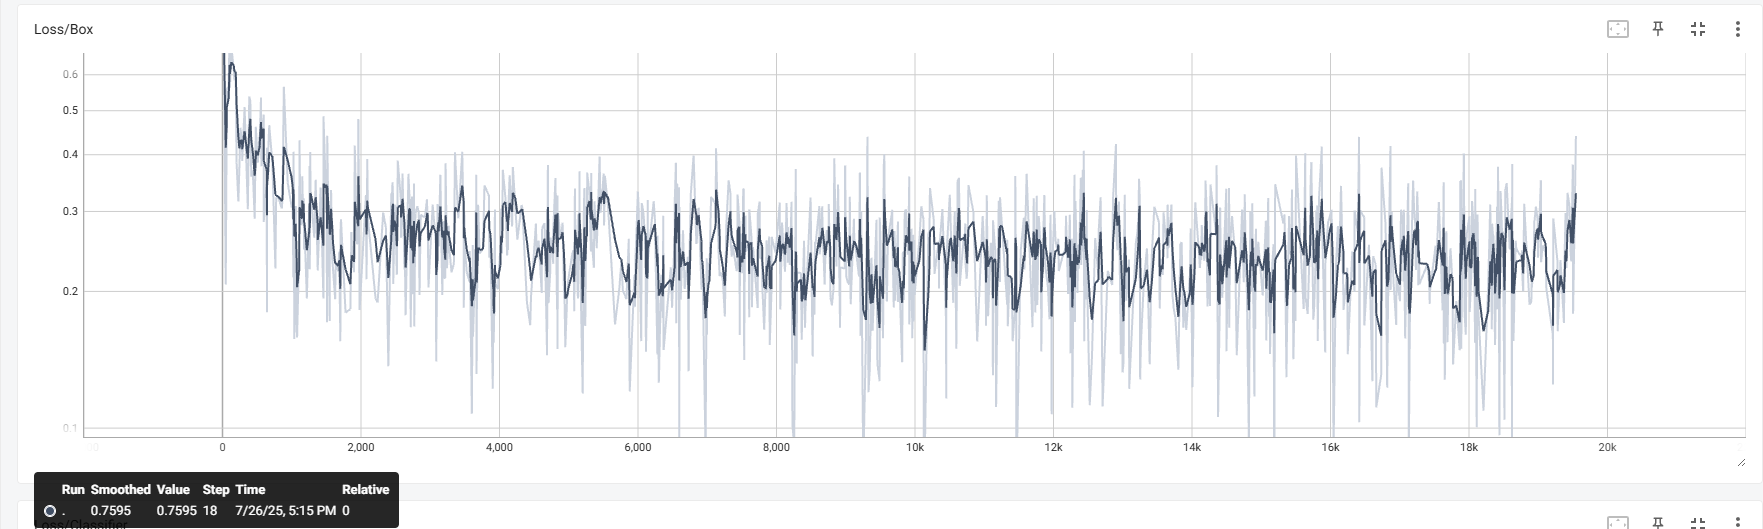 Loss/Box
0.6
0.5
0.4
0.3
0.2
0.1
0 2,000 4,000 6,000 8,000 10k 12k 14k 16k 18k 20k
Run Smoothed Value Step Time Relative
. 0.7595 0.7595 18 7/26/25, 5:15 PM 0
Loss/Classifier